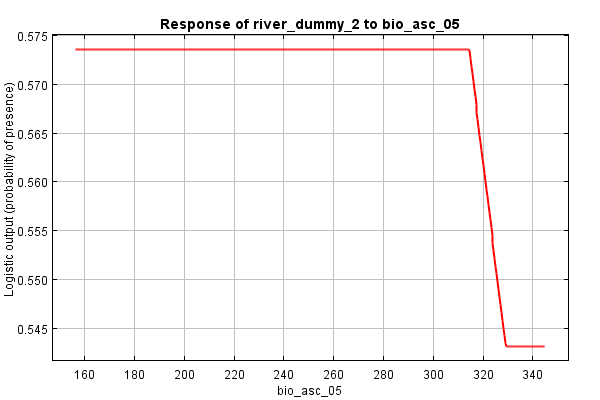 Response of river_dummy_2 to bio_asc_05
Logistic output (probability of presence)
0.575
0.570
0.565
0.560
0.555
0.550
0.545
160 180 200 220 240 260 280 300 320 340
bio_asc_05